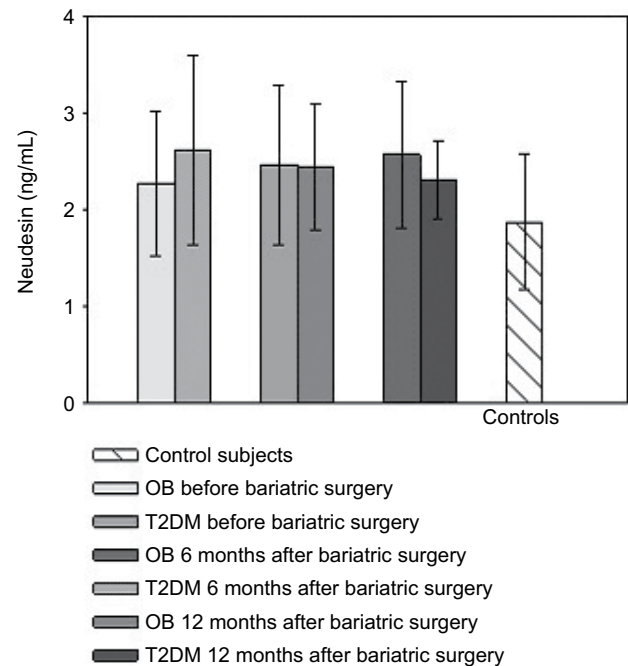 4
3
2
1
0
Neudesin (ng/mL)
Controls
Control subjects
OB before bariatric surgery
T2DM before bariatric surgery
OB 6 months after bariatric surgery
T2DM 6 months after bariatric surgery
OB 12 months after bariatric surgery
T2DM 12 months after bariatric surgery